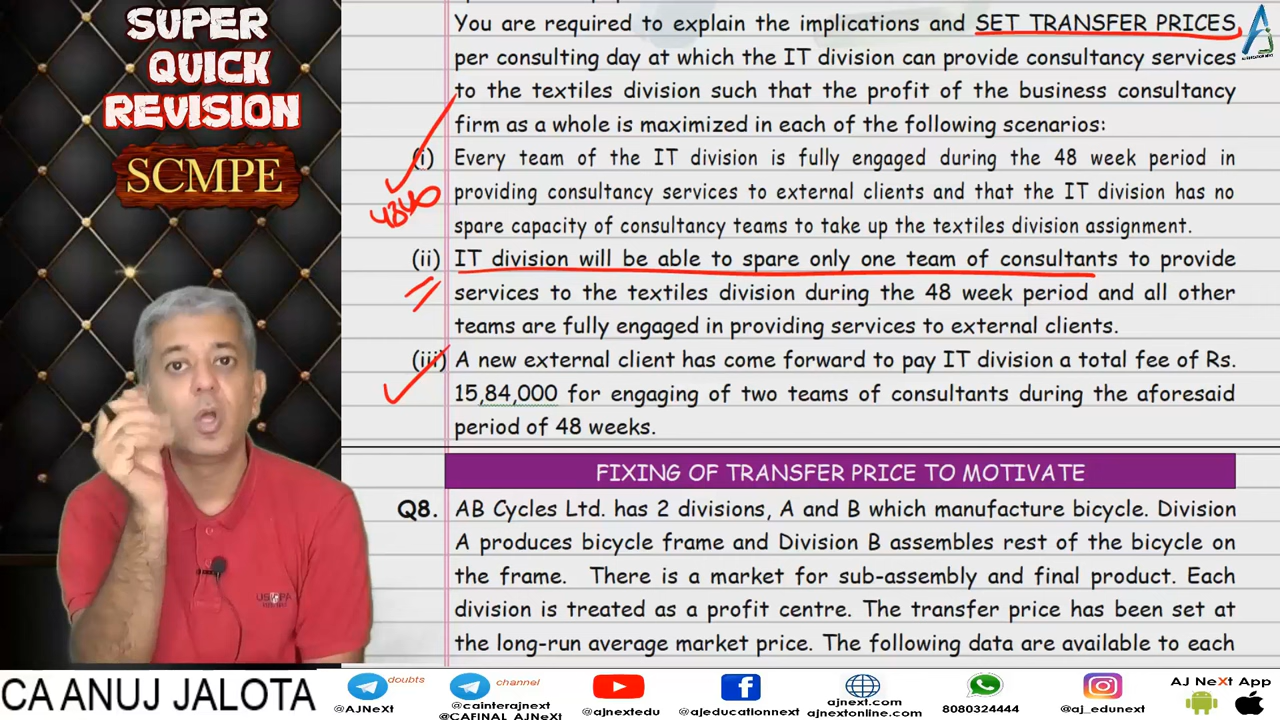 SUPER
QUICK
REVISION
SCMPE
You are required to explain the implications and SET TRANSFER PRICES
per consulting day at which the IT division can provide consultancy services
to the textiles division such that the profit of the business consultancy
firm as a whole is maximized in each of the following scenarios:
(i) Every team of the IT division is fully engaged during the 48 week period in
providing consultancy services to external clients and that the IT division has no
spare capacity of consultancy teams to take up the textiles division assignment.
(ii) IT division will be able to spare only one team of consultants to provide
services to the textiles division during the 48 week period and all other
teams are fully engaged in providing services to external clients.
(iii) A new external client has come forward to pay IT division a total fee of Rs.
15,84,000 for engaging of two teams of consultants during the aforesaid
period of 48 weeks.
FIXING OF TRANSFER PRICE TO MOTIVATE
Q8. AB Cycles Ltd. has 2 divisions, A and B which manufacture bicycle. Division
A produces bicycle frame and Division B assembles rest of the bicycle on
the frame. There is a market for sub-assembly and final product. Each
division is treated as a profit centre. The transfer price has been set at
the long-run average market price. The following data are available to each
CA ANUJ JALOTA
doubts
@AJNeXt
channel
@cainterajnext
@CAFINAL_AJNeXt
@ajnextedu
@ajeducationnext
ajnext.com
ajnextonline.com
8080324444
@aj_edunext
AJ NeXt App